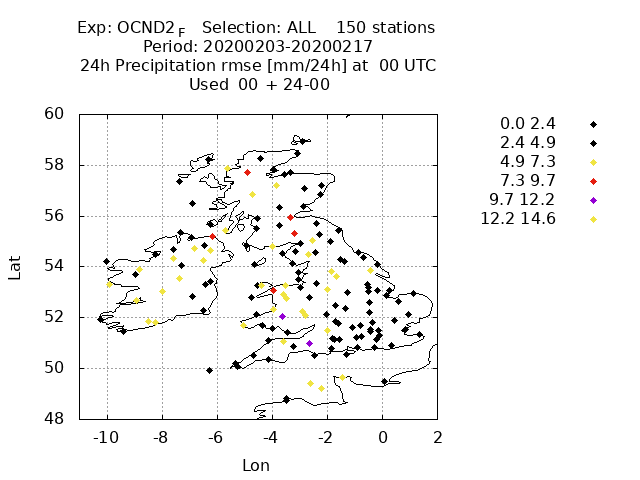 Exp: OCND2F Selection: ALL 150 stations
Period: 20200203-20200217
24h Precipitation rmse [mm/24h] at 00 UTC
Used 00 + 24-00
0.0 2.4
2.4 4.9
4.9 7.3
7.3 9.7
9.7 12.2
12.2 14.6
60
58
56
54
52
50
48
Lat
-10 -8 -6 -4 -2 0 2
Lon